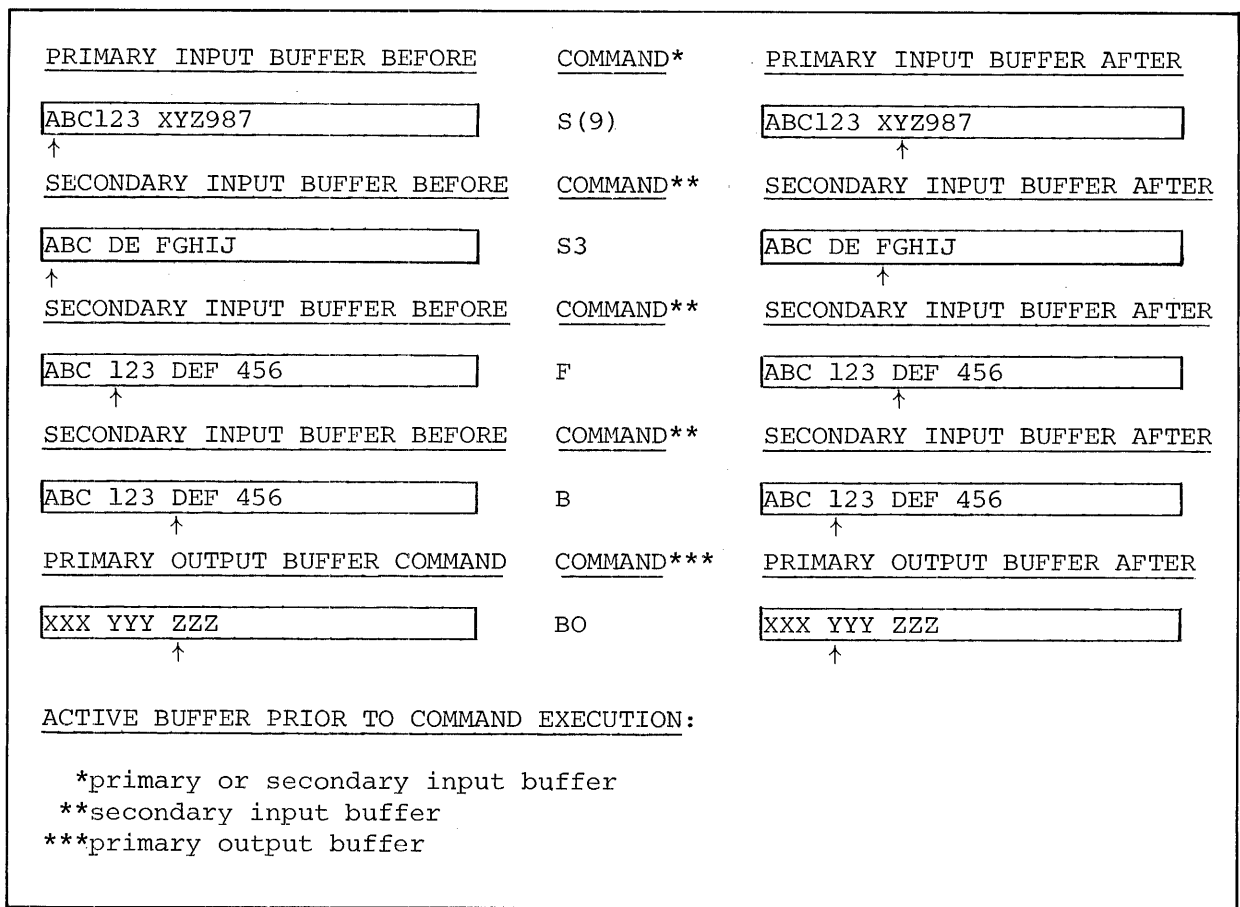 PRIMARY INPUT BUFFER BEFORE COMMAND* PRIMARY INPUT BUFFER AFTER
ABC123 XYZ987 S(9) ABC123 XYZ987
↑ ↑
SECONDARY INPUT BUFFER BEFORE COMMAND** SECONDARY INPUT BUFFER AFTER
ABC DE FGHIJ S3 ABC DE FGHIJ
↑ ↑
SECONDARY INPUT BUFFER BEFORE COMMAND** SECONDARY INPUT BUFFER AFTER
ABC 123 DEF 456 F ABC 123 DEF 456
↑ ↑
SECONDARY INPUT BUFFER BEFORE COMMAND** SECONDARY INPUT BUFFER AFTER
ABC 123 DEF 456 B ABC 123 DEF 456
↑ ↑
PRIMARY OUTPUT BUFFER COMMAND COMMAND*** PRIMARY OUTPUT BUFFER AFTER
XXX YYY ZZZ BO XXX YYY ZZZ
↑ ↑
ACTIVE BUFFER PRIOR TO COMMAND EXECUTION:
*primary or secondary input buffer
**secondary input buffer
***primary output buffer